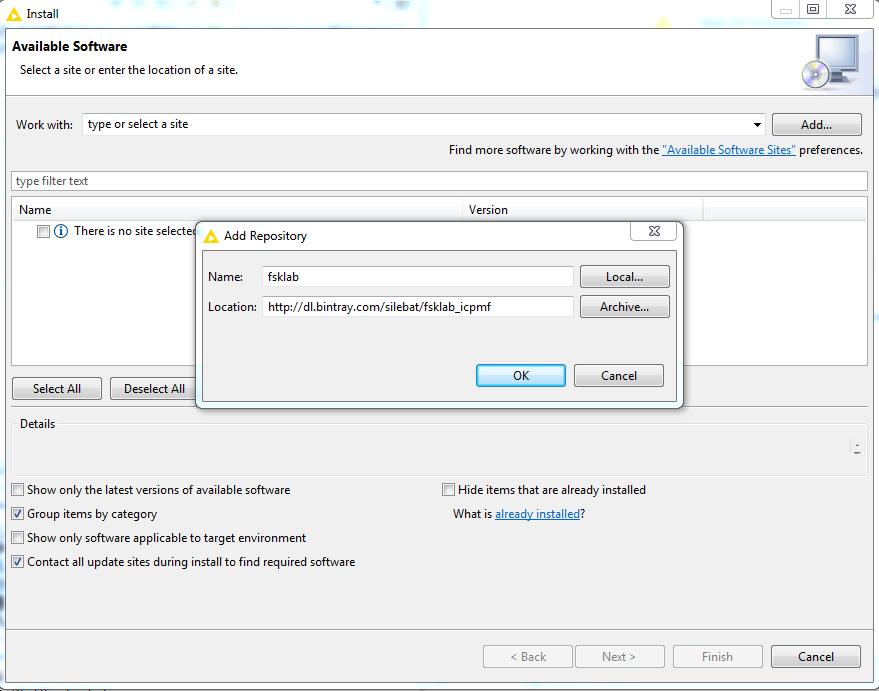 Install
Available Software
Select a site or enter the location of a site.
Work with: type or select a site Add...
Find more software by working with the "Available Software Sites" preferences.
type filter text
Name Version
There is no site selected
Add Repository
Name: fsklab Local...
Location: http://dl.bintray.com/silebat/fsklab_icpmf Archive...
OK Cancel
Select All Deselect All
Details
Show only the latest versions of available software Hide items that are already installed
Group items by category What is already installed?
Show only software applicable to target environment
Contact all update sites during install to find required software
< Back Next > Finish Cancel